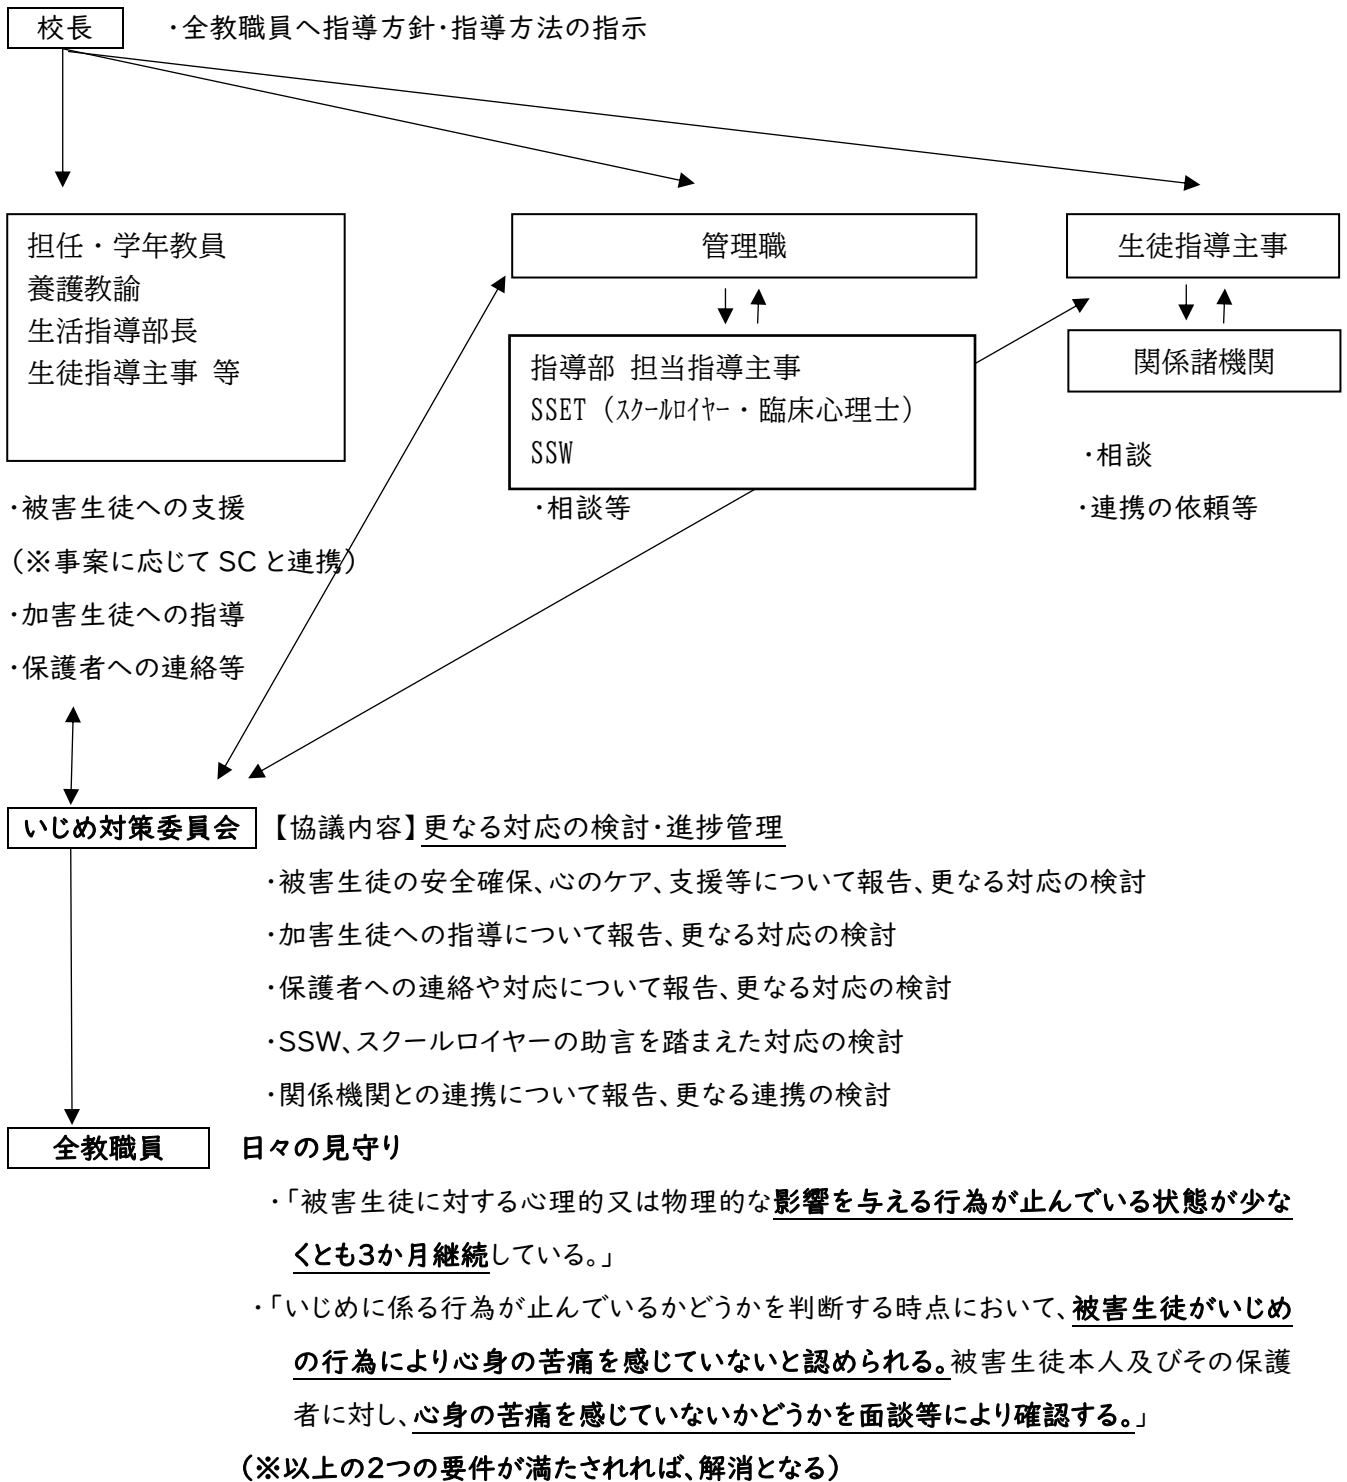 校長　・全教職員へ指導方針・指導方法の指示
担任・学年教員
養護教諭
生活指導部長
生徒指導主事 等
管理職
生徒指導主事
指導部 担当指導主事
SSET（ｽｸｰﾙﾛｲﾔｰ・臨床心理士）
SSW
関係諸機関
・被害生徒への支援
（※事案に応じて SC と連携）
・加害生徒への指導
・保護者への連絡等
・相談等
・相談
・連携の依頼等
いじめ対策委員会　【協議内容】更なる対応の検討・進捗管理
・被害生徒の安全確保、心のケア、支援等について報告、更なる対応の検討
・加害生徒への指導について報告、更なる対応の検討
・保護者への連絡や対応について報告、更なる対応の検討
・SSW、スクールロイヤーの助言を踏まえた対応の検討
・関係機関との連携について報告、更なる連携の検討
全教職員　日々の見守り
・「被害生徒に対する心理的又は物理的な影響を与える行為が止んでいる状態が少な
くとも3か月継続している。」
・「いじめに係る行為が止んでいるかどうかを判断する時点において、被害生徒がいじめ
の行為により心身の苦痛を感じていないと認められる。被害生徒本人及びその保護
者に対し、心身の苦痛を感じていないかどうかを面談等により確認する。」
（※以上の2つの要件が満たされれば、解消となる）